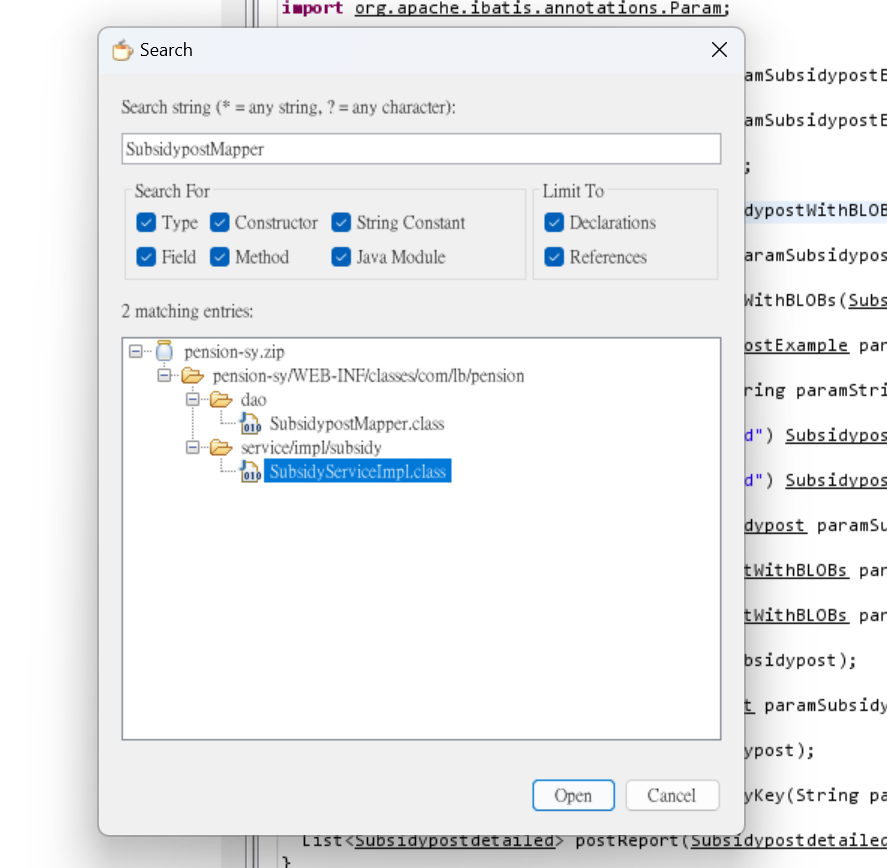 import org.apache.ibatis.annotations.Param;
Search
Search string (* = any string, ? = any character):
amSubsidypostE
SubsidypostMapper
amSubsidypostE
;
Search For
Limit To
Type Constructor String Constant
Declarations
dypostWithBLOB
Field Method Java Module
References
aramSubsidypos
2 matching entries:
WithBLOBs(Subs
pension-sy.zip
ostExample par
pension-sy/WEB-INF/classes/com/lb/pension
dao
ring paramStri
SubsidypostMapper.class
d") Subsidypos
service/impl/subsidy
SubsidyServiceImpl.class
d") Subsidypos
dypost paramSu
tWithBLOBs par
tWithBLOBs par
bsidypost);
t paramSubsidy
ypost);
Open Cancel
yKey(String pa
List<Subsidypostdetailed> postReport(Subsidypostdetailed
}